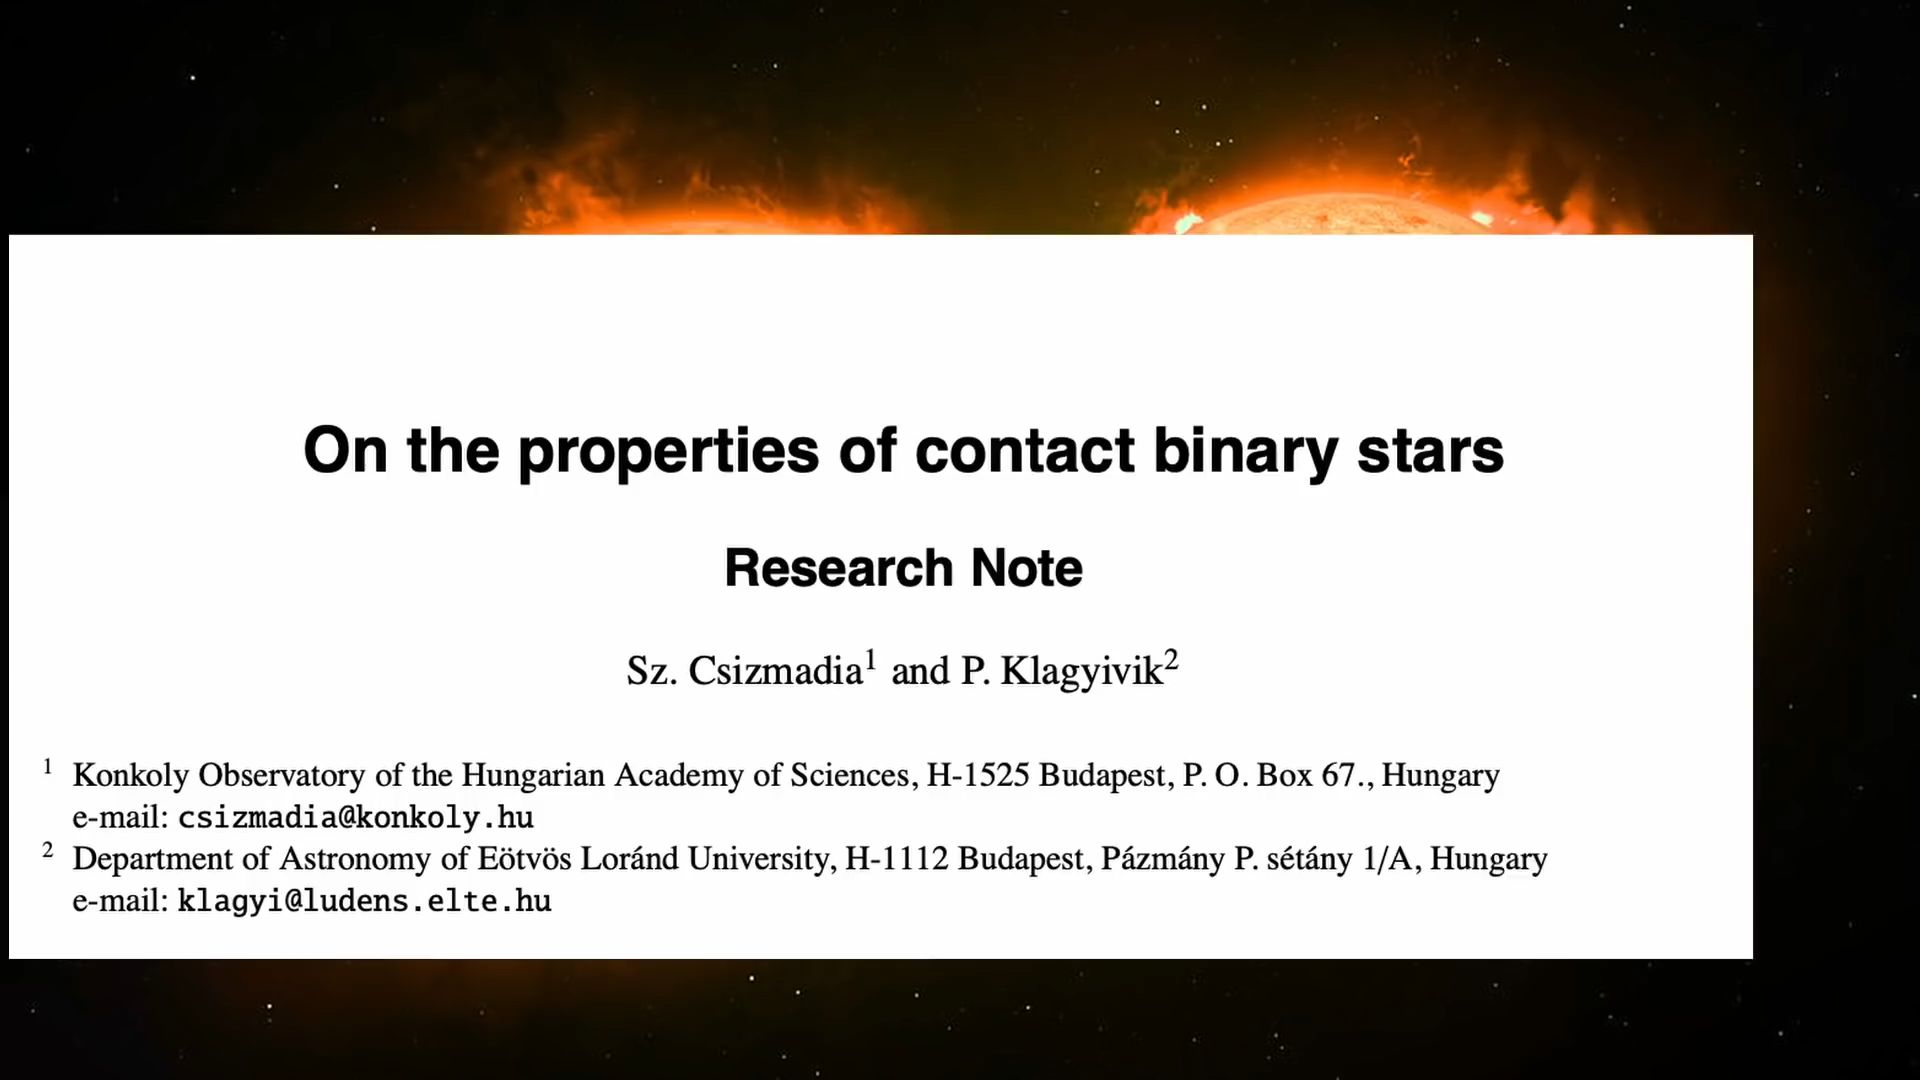 On the properties of contact binary stars
Research Note
Sz. Csizmadia¹ and P. Klagyivik²
¹ Konkoly Observatory of the Hungarian Academy of Sciences, H-1525 Budapest, P. O. Box 67., Hungary
e-mail: csizmadia@konkoly.hu
² Department of Astronomy of Eötvös Loránd University, H-1112 Budapest, Pázmány P. sétány 1/A, Hungary
e-mail: klagyi@ludens.elte.hu